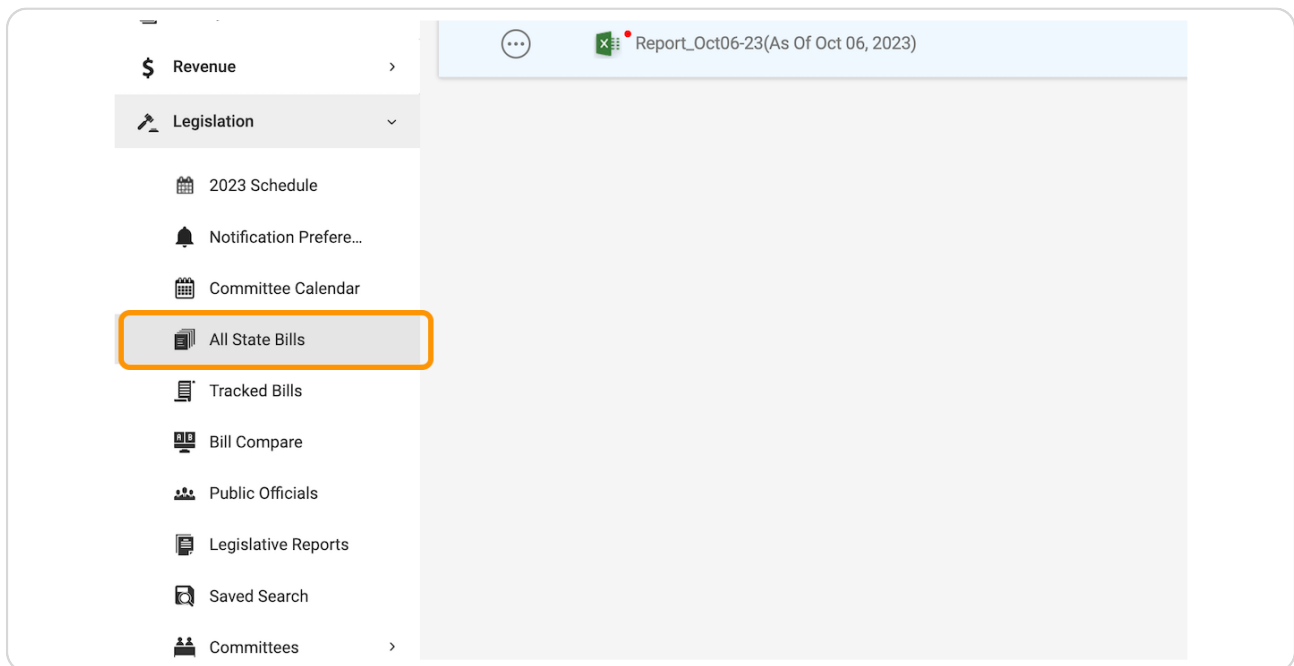 Report_Oct06-23(As Of Oct 06, 2023)
Revenue
Legislation
2023 Schedule
Notification Prefere...
Committee Calendar
All State Bills
Tracked Bills
Bill Compare
Public Officials
Legislative Reports
Saved Search
Committees